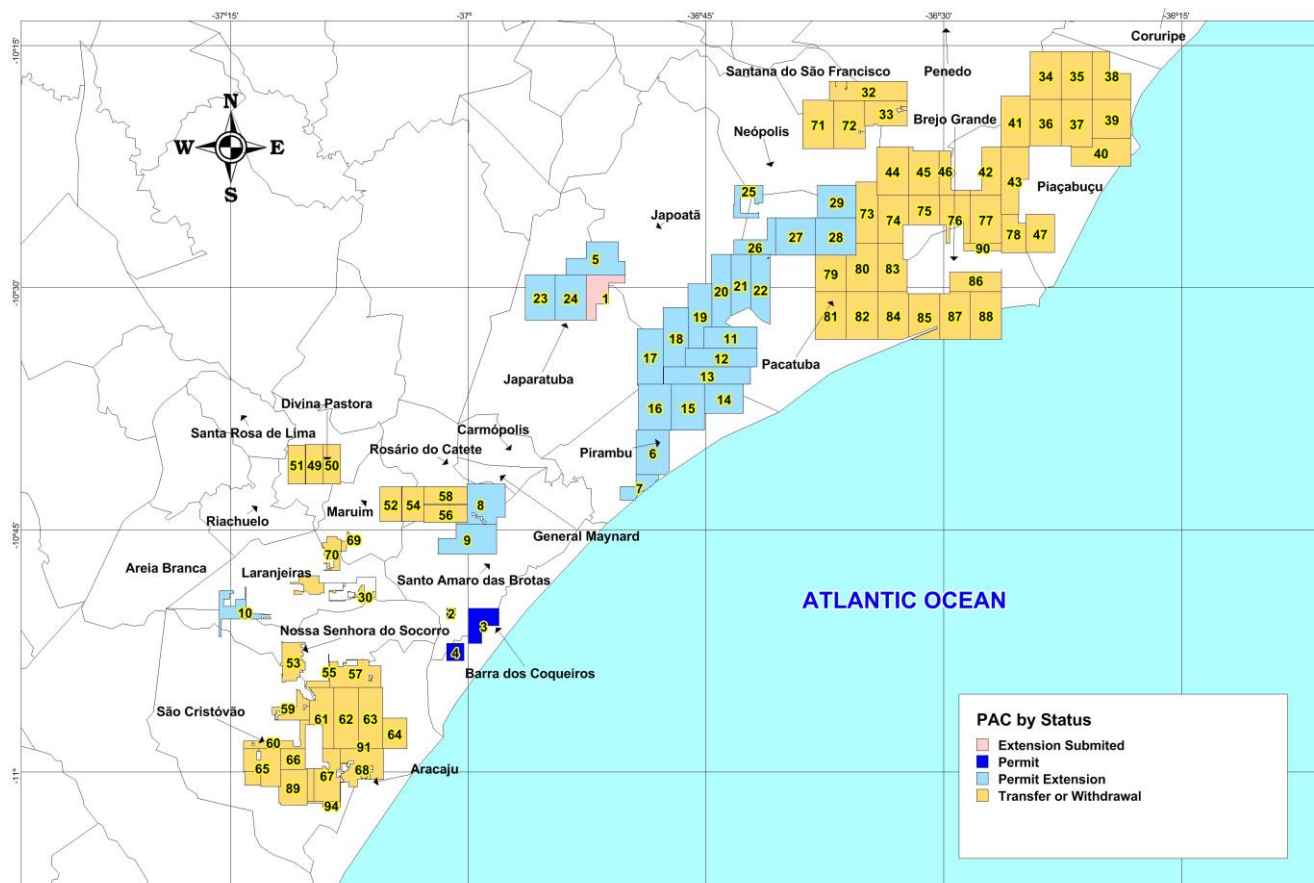 -37°15'
-37°
-36°45'
-36°30'
-36°15'
Coruripe
-10°15'
Santana do São Francisco
Penedo
34
35
38
32
N
33
Brejo Grande
71
72
41
36
37
39
Neópolis
W
E
40
S
44
45
46
42
43
Piaçabuçu
25
29
Japoatã
73
74
75
76
77
78
47
27
28
26
90
5
79
80
83
86
-10°30'
23
24
1
20
21
22
81
82
84
85
87
88
19
18
11
17
12
Pacatuba
13
Japaratuba
14
16
15
Divina Pastora
Santa Rosa de Lima
Carmópolis
Rosário do Catete
Pirambu
6
51
49
50
7
58
52
54
8
56
Maruim
Riachuelo
-10°45'
69
9
General Maynard
70
Areia Branca
Laranjeiras
Santo Amaro das Brotas
30
10
2
3
ATLANTIC OCEAN
Nossa Senhora do Socorro
4
53
55
57
Barra dos Coqueiros
59
São Cristóvão
61
62
63
64
60
91
PAC by Status
66
65
67
68
Aracaju
-11°
89
94
Extension Submited
Permit
Permit Extension
Transfer or Withdrawal